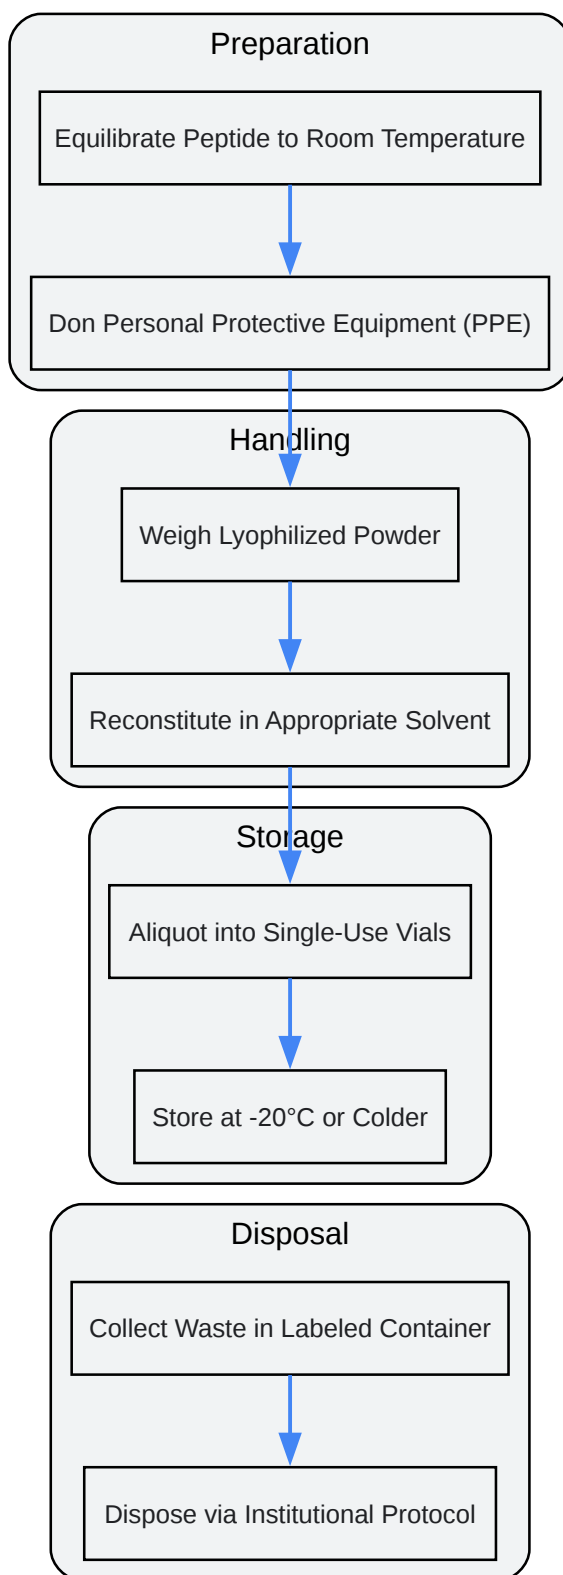 Preparation
Equilibrate Peptide to Room Temperature
Don Personal Protective Equipment (PPE)
Handling
Weigh Lyophilized Powder
Reconstitute in Appropriate Solvent
Storage
Aliquot into Single-Use Vials
Store at -20°C or Colder
Disposal
Collect Waste in Labeled Container
Dispose via Institutional Protocol